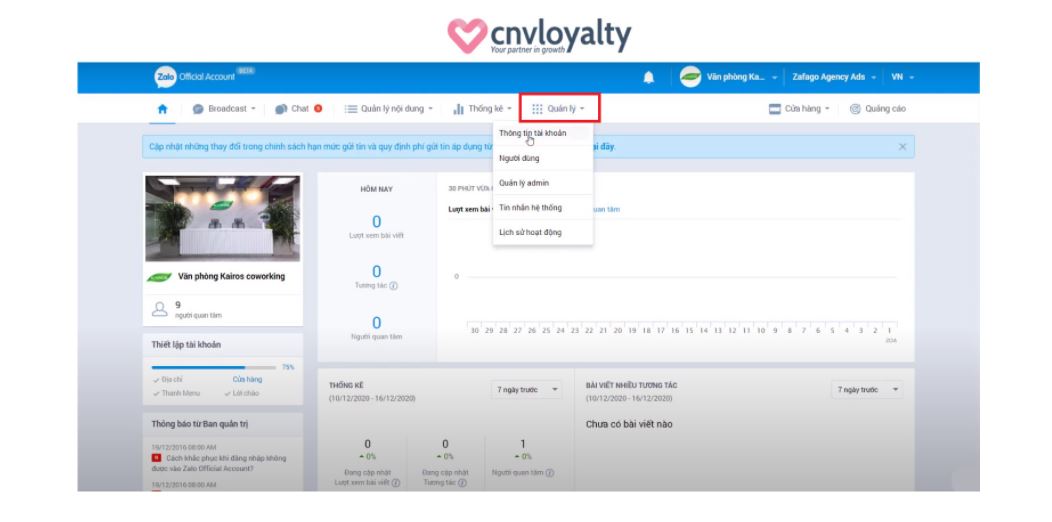 cnvloyalty
Your partner in growth
Zalo Official Account BETA
Văn phòng Ka... Zafago Agency Ads VN
Broadcast Chat Quản lý nội dung Thống kê Quản lý Cửa hàng Quảng cáo
Cập nhật những thay đổi trong chính sách hạn mức gửi tin và quy định phí gửi tin áp dụng từ
ại đây.
Thông tin tài khoản
Người dùng
Quản lý admin
Tin nhắn hệ thống
Lịch sử hoạt động
HÔM NAY
0
Lượt xem bài viết
0
Tương tác
0
Người quan tâm
30 PHÚT
Lượt xem bài
uan tâm
0
30 29 28 27 26 25 24 23 22 21 20 19 18 17 16 15 14 13 12 11 10 9 8 7 6 5 4 3 2 1
Văn phòng Kairos coworking
9
người quan tâm
Thiết lập tài khoản
75%
Địa chỉ Cửa hàng
Thanh Menu Lời chào
Thông báo từ Ban quản trị
19/12/2016 08:00 AM
Cách khắc phục khi đăng nhập không
được vào Zalo Official Account?
19/12/2016 08:00 AM
THỐNG KÊ
(10/12/2020 - 16/12/2020)
7 ngày trước
0 0 1
0% 0% 0%
Đang cập nhật Đang cập nhật Người quan tâm
Lượt xem bài viết Tương tác
BÀI VIẾT NHIỀU TƯƠNG TÁC
(10/12/2020 - 16/12/2020)
7 ngày trước
Chưa có bài viết nào